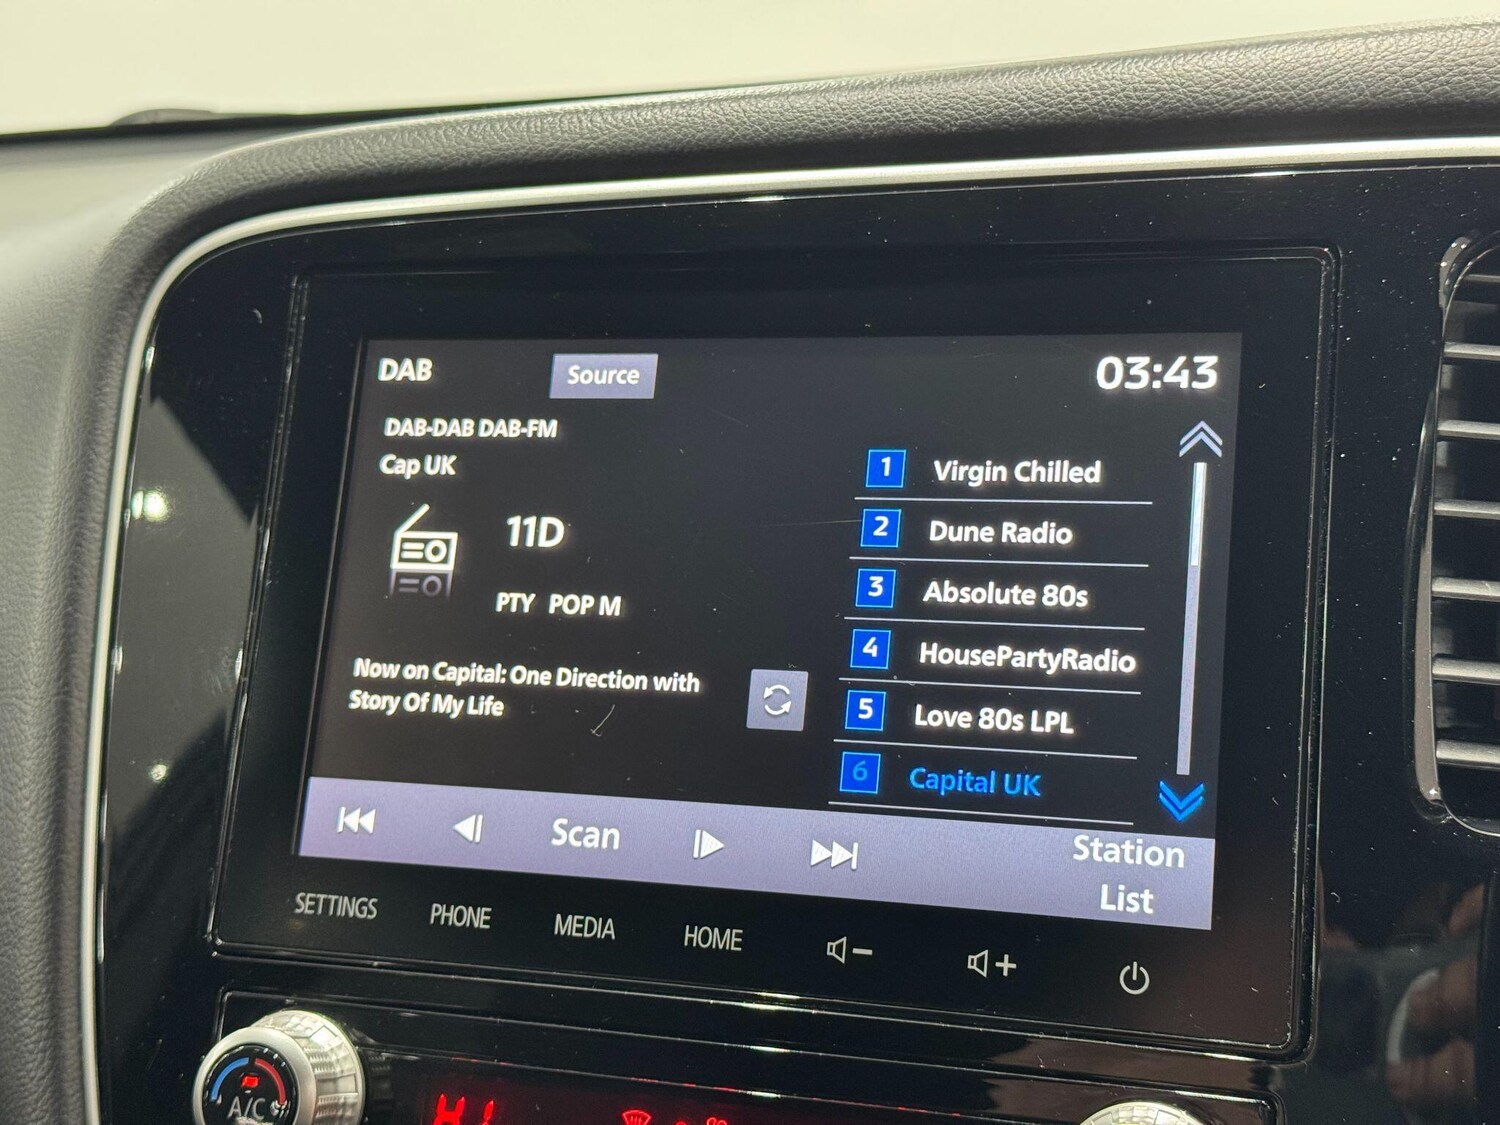 DAB
Source
03:43
DAB-DAB DAB-FM
Cap UK
11D
PTY POP M
Now on Capital: One Direction with
Story Of My Life
1 Virgin Chilled
2 Dune Radio
3 Absolute 80s
4 HousePartyRadio
5 Love 80s LPL
6 Capital UK
Scan
Station
List
SETTINGS
PHONE
MEDIA
HOME
A/C